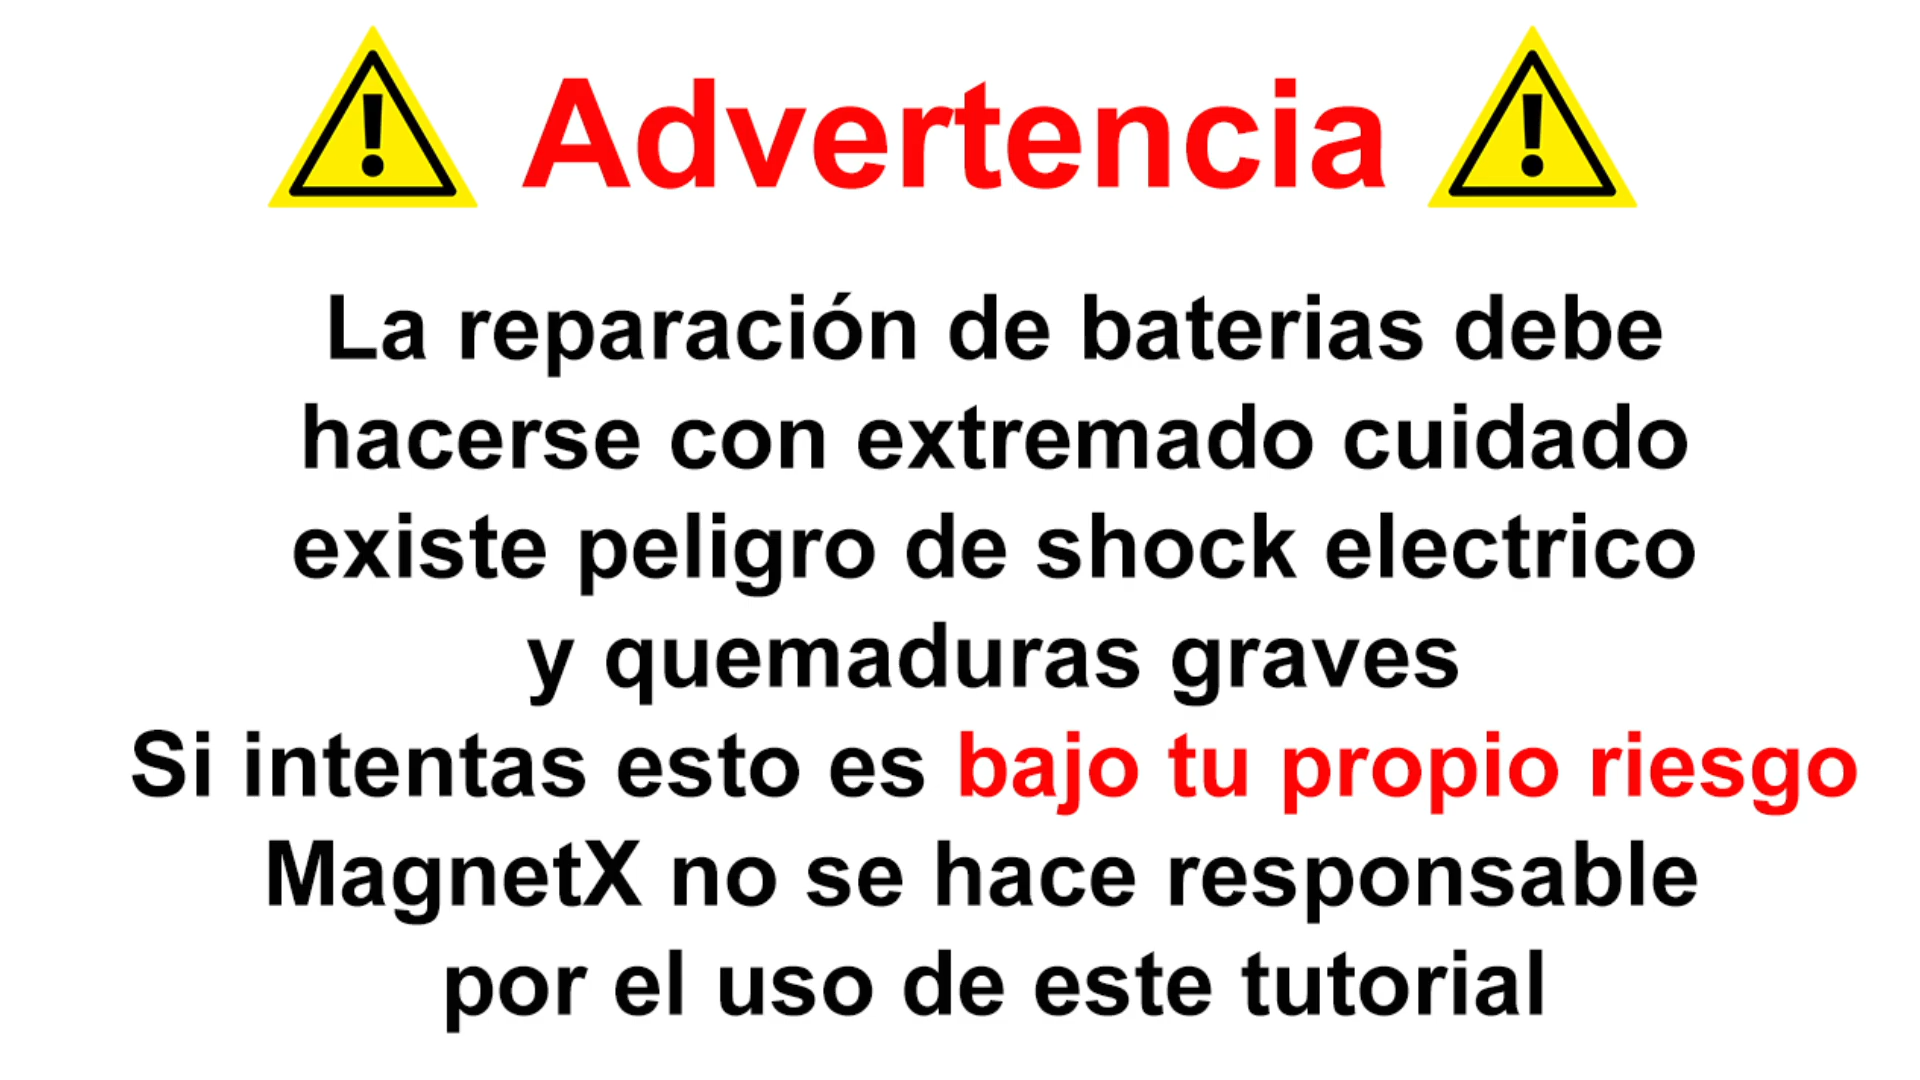 Advertencia
La reparación de baterias debe
hacerse con extremado cuidado
existe peligro de shock electrico
y quemaduras graves
Si intentas esto es bajo tu propio riesgo
MagnetX no se hace responsable
por el uso de este tutorial